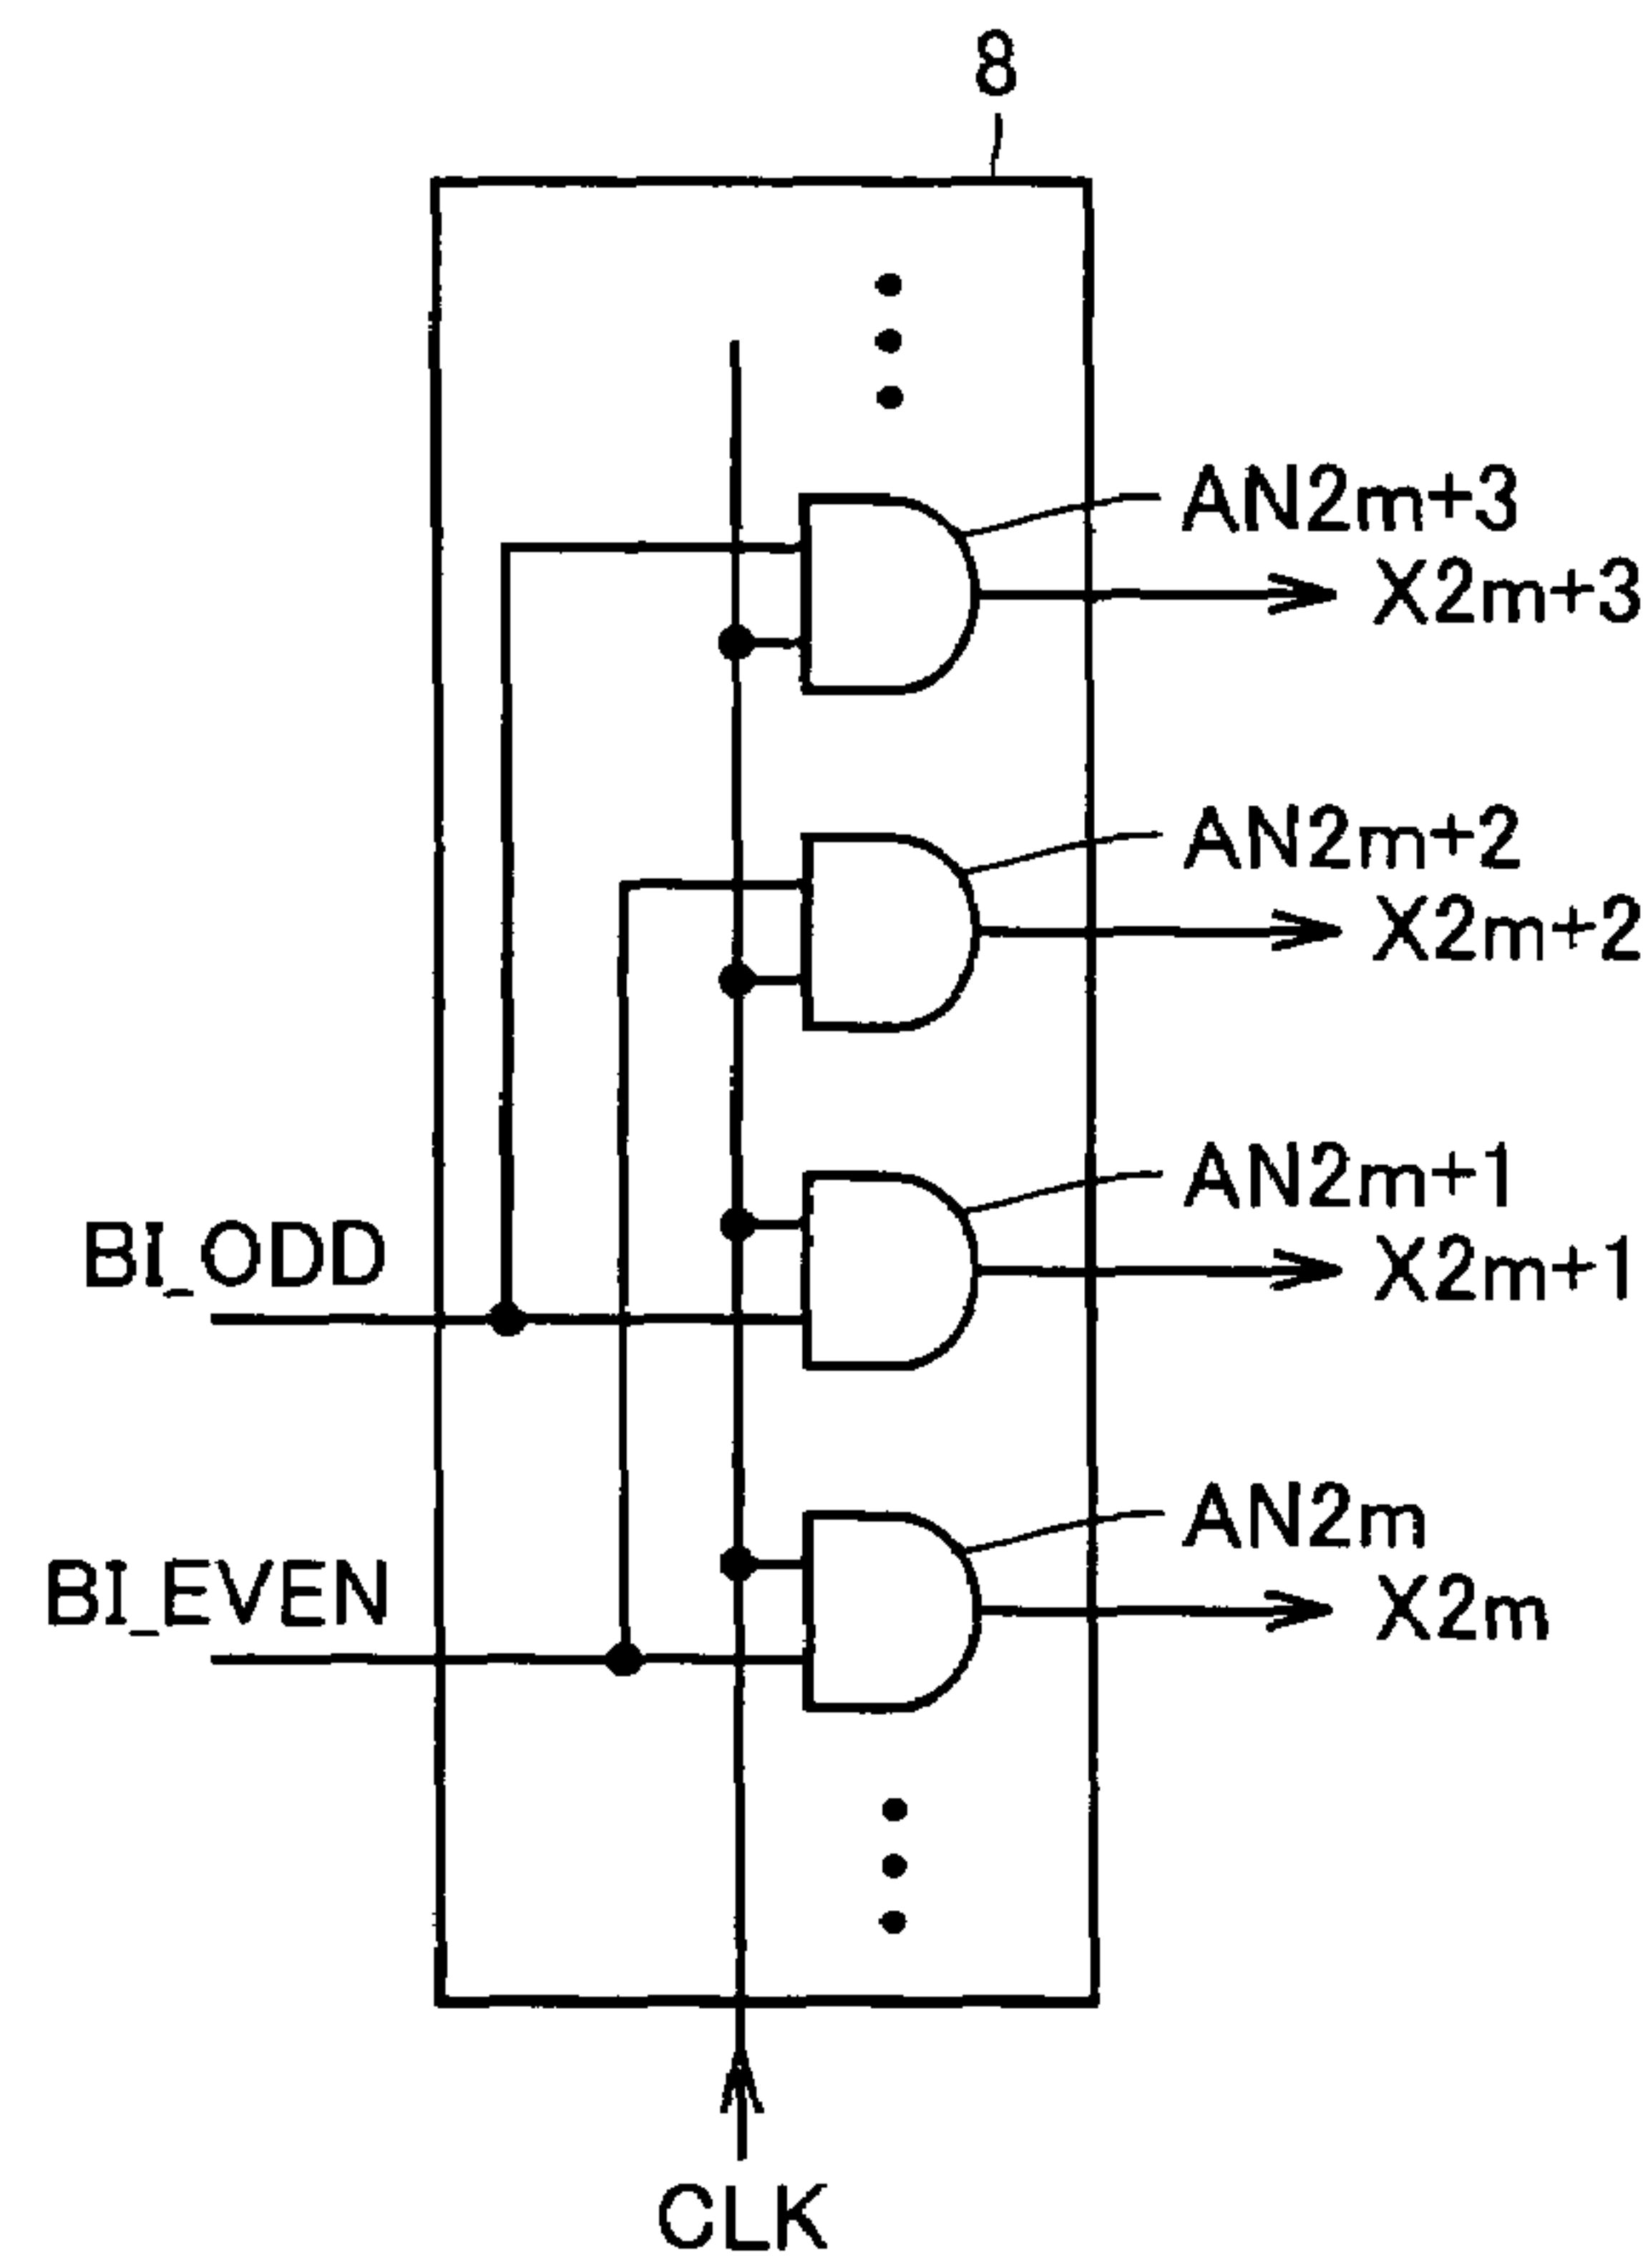 8
AN2m+3
X2m+3
AN2m+2
X2m+2
AN2m+1
BI_ODD
X2m+1
AN2m
BI_EVEN
X2m
CLK